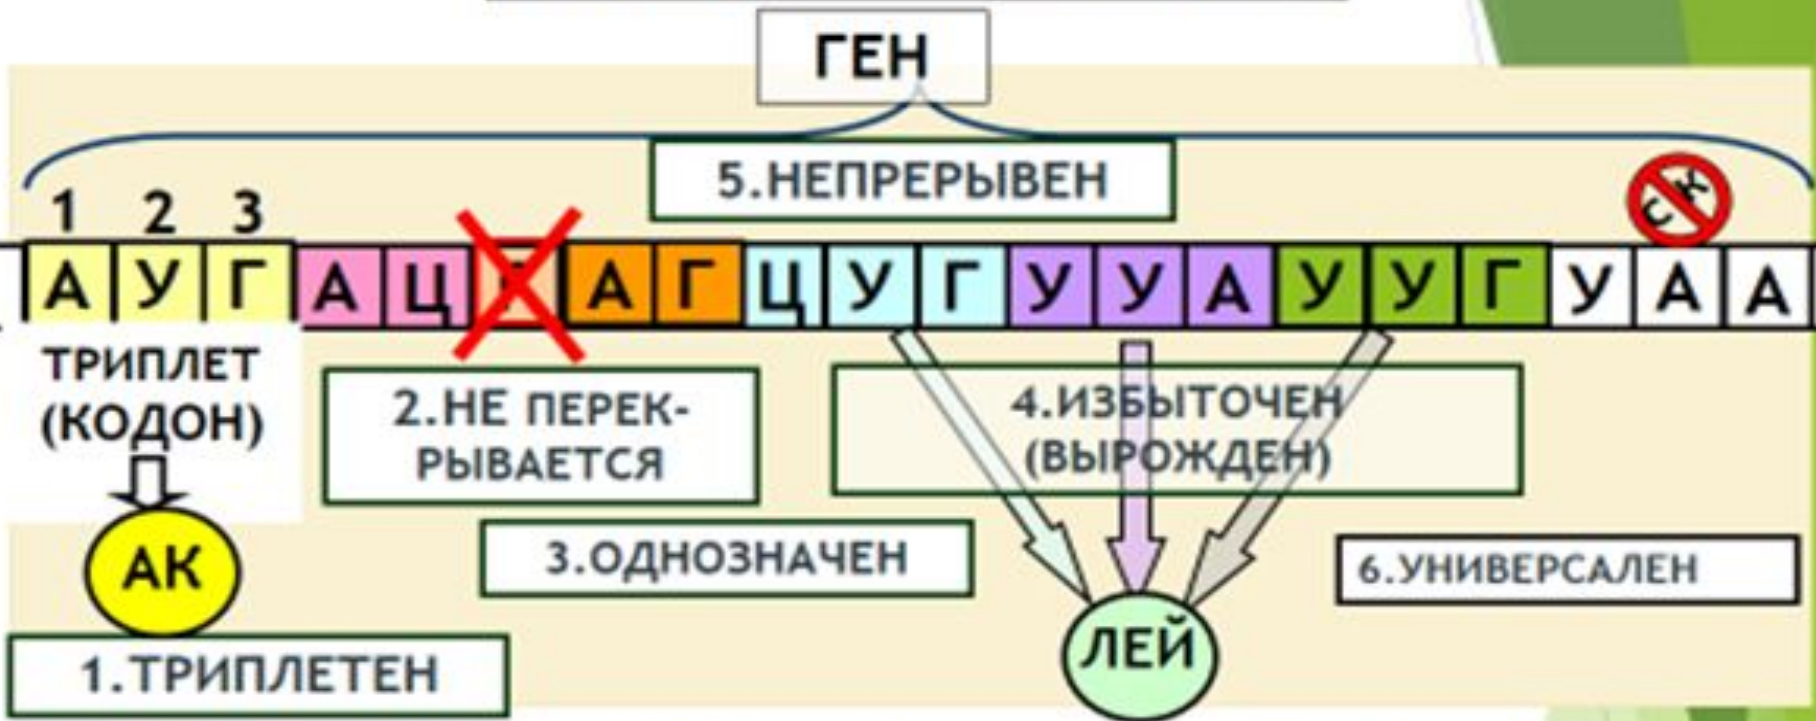 ГЕН
5.НЕПРЕРЫВЕН
1 2 3
СК
А У Г А Ц А Г Ц У Г У У А У У Г У А А
ТРИПЛЕТ
(КОДОН)
2.НЕ ПЕРЕК-
РЫВАЕТСЯ
4.ИЗБЫТОЧЕН
(ВЫРОЖДЕН)
АК
3.ОДНОЗНАЧЕН
6.УНИВЕРСАЛЕН
ЛЕЙ
1.ТРИПЛЕТЕН